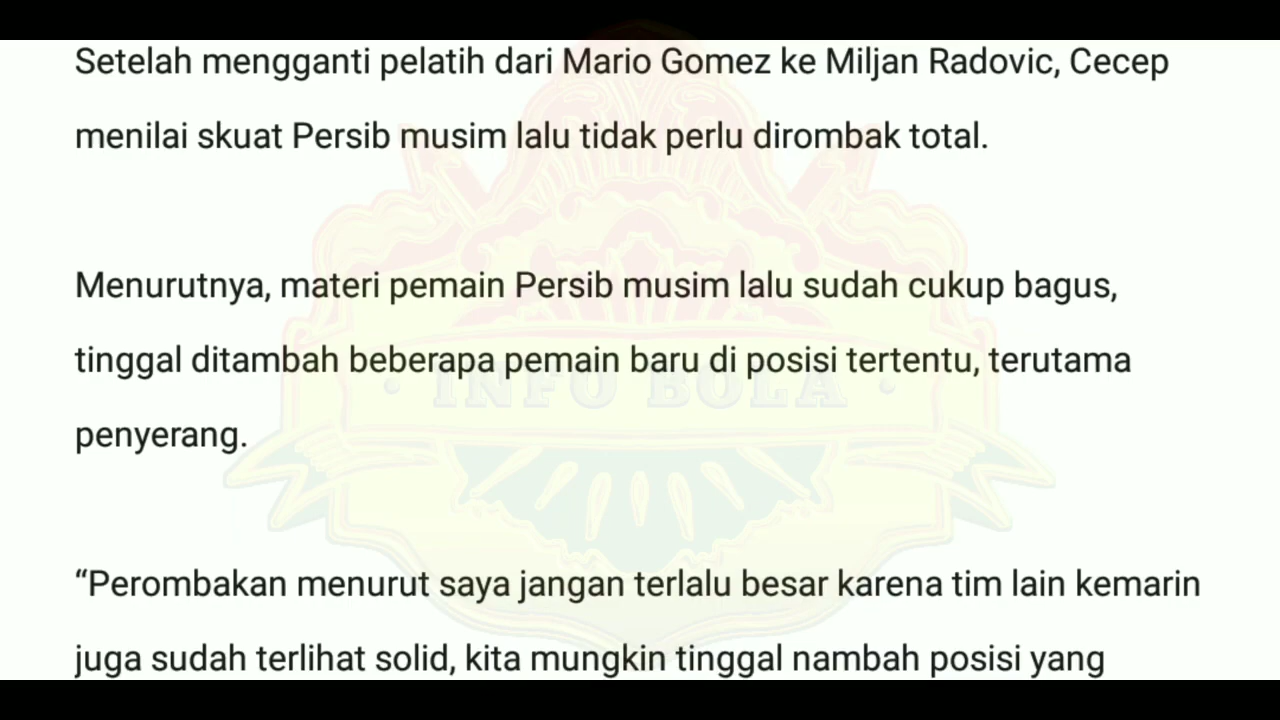 Setelah mengganti pelatih dari Mario Gomez ke Miljan Radovic, Cecep
menilai skuat Persib musim lalu tidak perlu dirombak total.
Menurutnya, materi pemain Persib musim lalu sudah cukup bagus,
tinggal ditambah beberapa pemain baru di posisi tertentu, terutama
INFO BOLA
penyerang.
“Perombakan menurut saya jangan terlalu besar karena tim lain kemarin
juga sudah terlihat solid, kita mungkin tinggal nambah posisi yang